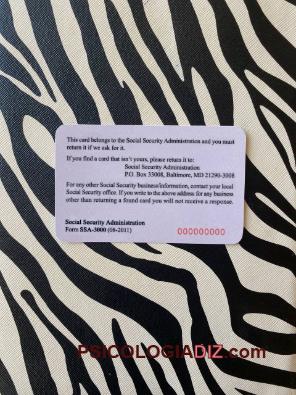 This card belongs to the Social Security Administration and you must
return it if we ask for it.
If you find a card that isn't yours, please return it to:
Social Security Administration
P.O. Box 33008, Baltimore, MD 21290-3008
For any other Social Security business/information, contact your local
Social Security office. If you write to the above address for any business
other than returning a found card you will not receive a response.
Social Security Administration
Form SSA-3000 (08-2011)
000000000
PSICOLOGIADIZ.com